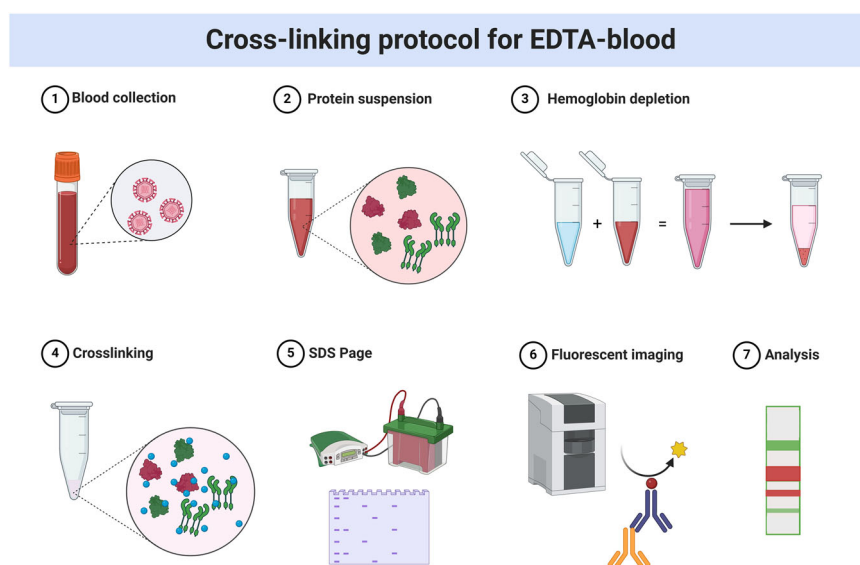 Cross-linking protocol for EDTA-blood
1 Blood collection
2 Protein suspension
3 Hemoglobin depletion
+ =
4 Crosslinking
5 SDS Page
6 Fluorescent imaging
7 Analysis